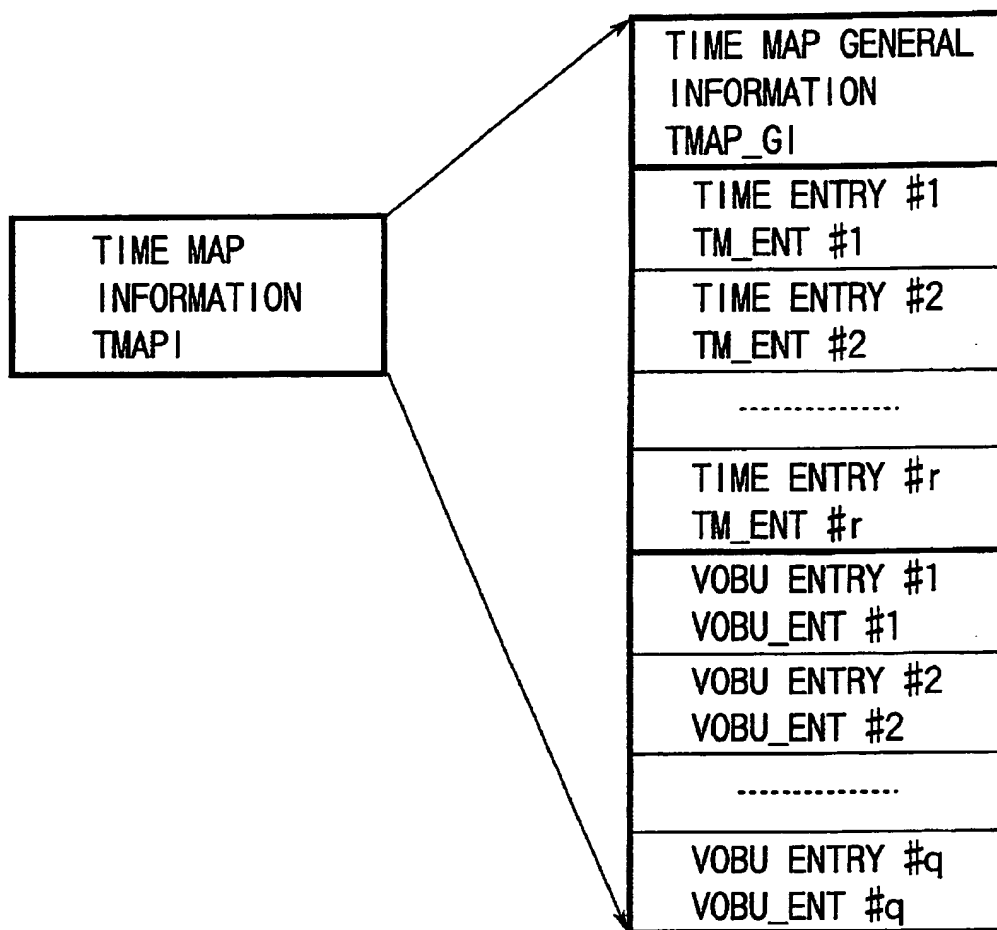 TIME MAP
INFORMATION
TMAPI
TIME MAP GENERAL
INFORMATION
TMAP_GI
TIME ENTRY #1
TM_ENT #1
TIME ENTRY #2
TM_ENT #2
TIME ENTRY #r
TM_ENT #r
VOBU ENTRY #1
VOBU_ENT #1
VOBU ENTRY #2
VOBU_ENT #2
VOBU ENTRY #q
VOBU_ENT #q